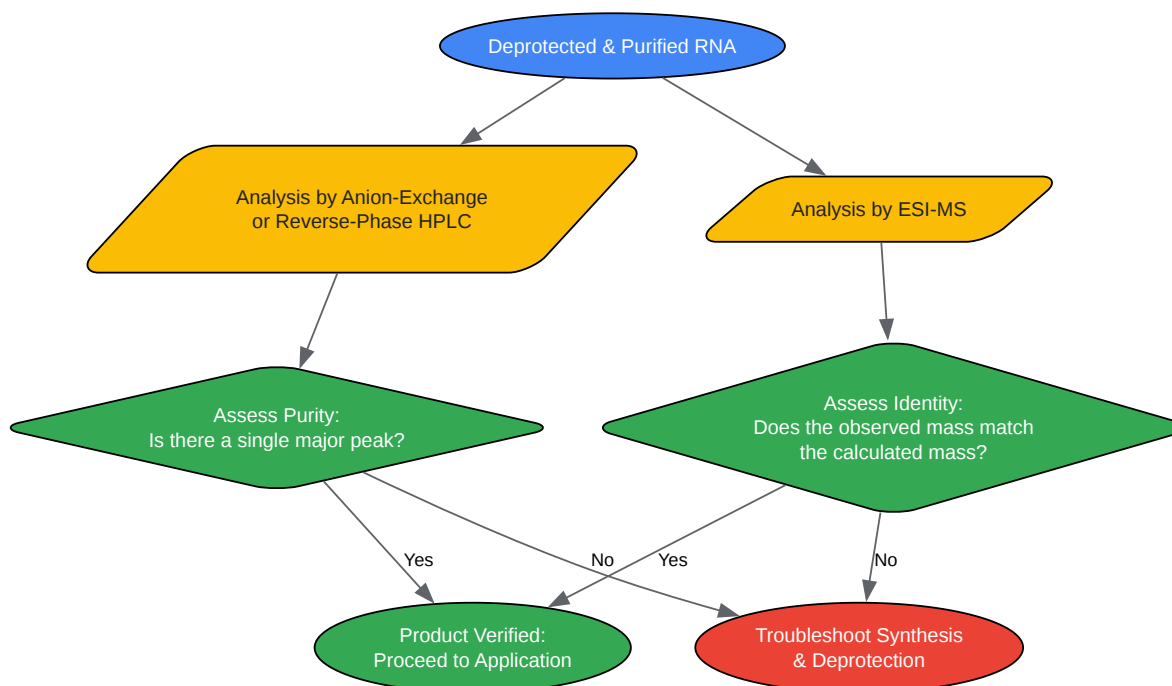 Deprotected & Purified RNA
Analysis by Anion-Exchange
or Reverse-Phase HPLC
Analysis by ESI-MS
Assess Purity:
Is there a single major peak?
Assess Identity:
Does the observed mass match
the calculated mass?
Yes
No
Yes
No
Product Verified:
Proceed to Application
Troubleshoot Synthesis
& Deprotection